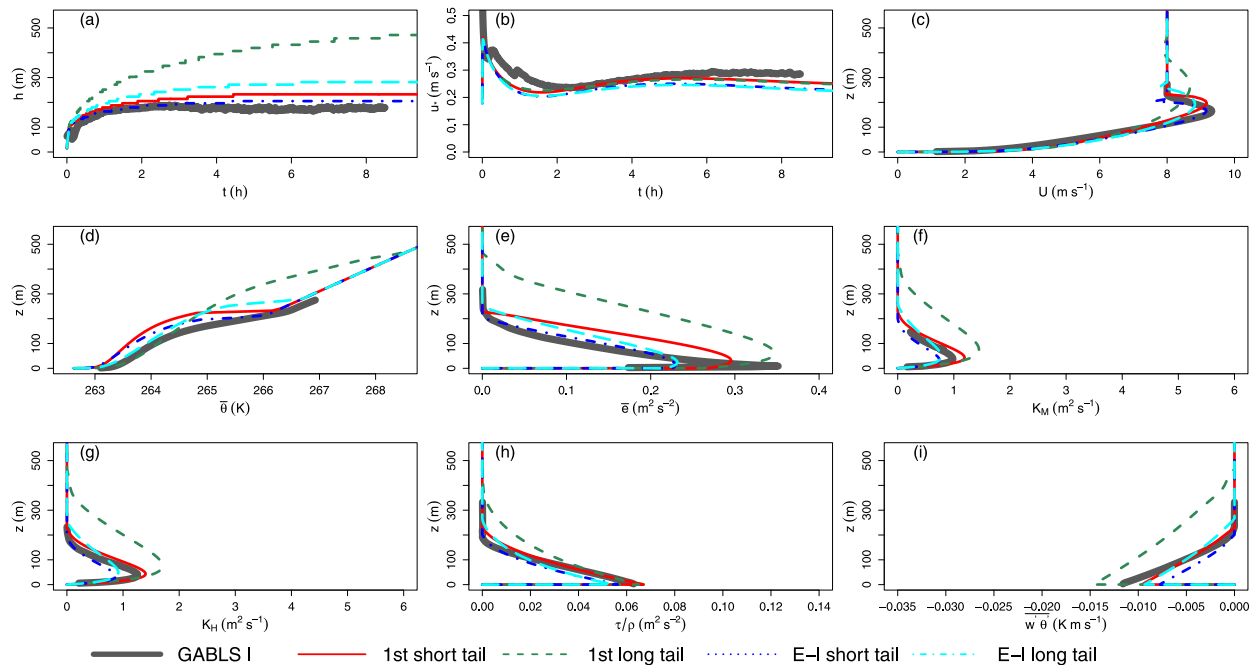 (a)
h (m)
0 100 300 500
0 2 4 6 8
t (h)
(b)
u* (m s−1)
0.0 0.1 0.2 0.3 0.4 0.5
0 2 4 6 8
t (h)
(c)
z (m)
0 100 300 500
0 2 4 6 8 10
U (m s−1)
(d)
z (m)
0 100 300 500
263 264 265 266 267 268
θ (K)
(e)
z (m)
0 100 300 500
0.0 0.1 0.2 0.3 0.4
e (m2 s−2)
(f)
z (m)
0 100 300 500
0 1 2 3 4 5 6
KM (m2 s−1)
(g)
z (m)
0 100 300 500
0 1 2 3 4 5 6
KH (m2 s−1)
(h)
z (m)
0 100 300 500
0.00 0.02 0.04 0.06 0.08 0.10 0.12 0.14
τ/ρ (m2 s−2)
(i)
z (m)
0 100 300 500
−0.035 −0.030 −0.025 −0.020 −0.015 −0.010 −0.005 0.000
w′θ′ (K m s−1)
GABLS I 1st short tail 1st long tail E−l short tail E−l long tail